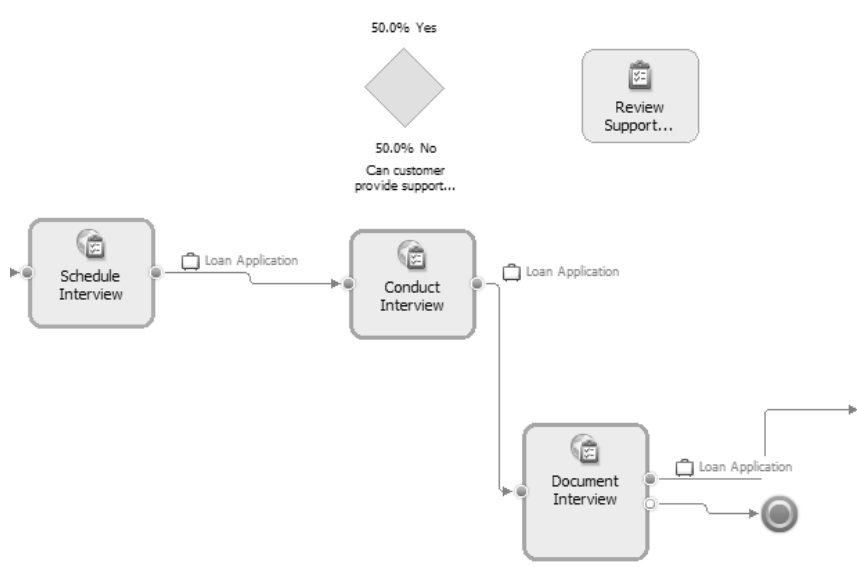 50.0% Yes
Review
Support...
50.0% No
Can customer
provide support...
Schedule
Interview
Loan Application
Conduct
Interview
Loan Application
Document
Interview
Loan Application